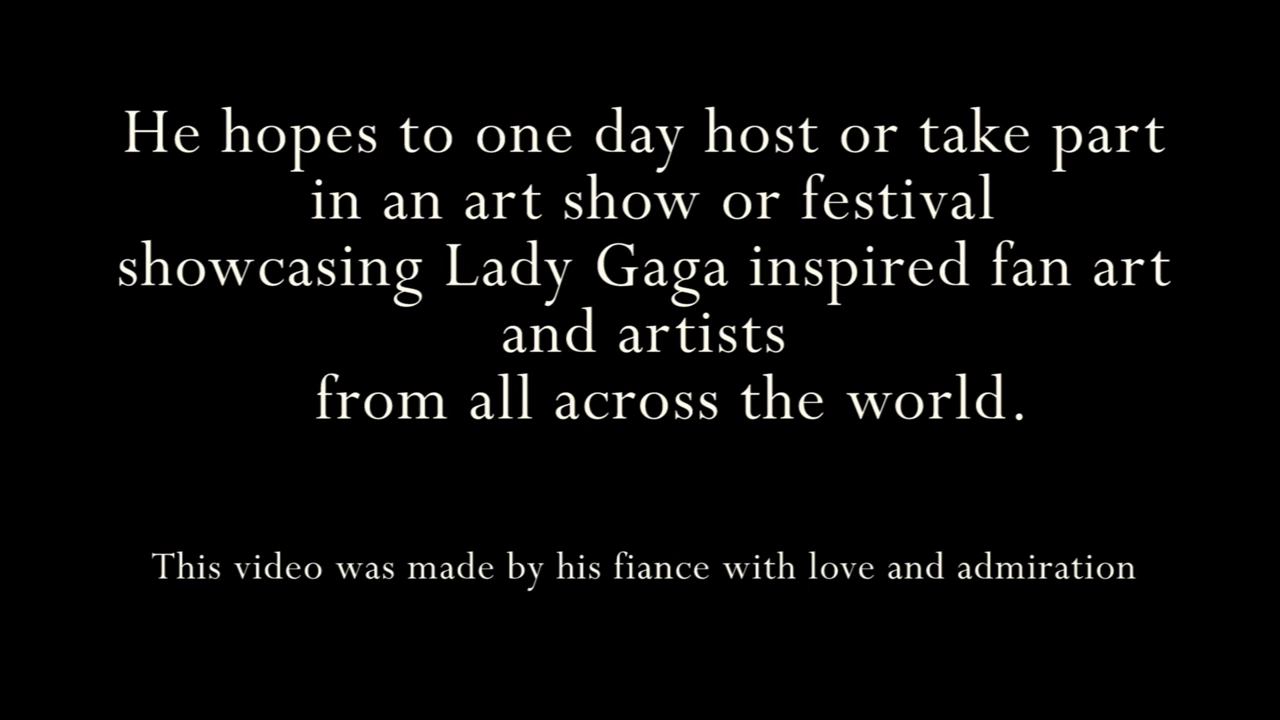 He hopes to one day host or take part
in an art show or festival
showcasing Lady Gaga inspired fan art
and artists
from all across the world.
This video was made by his fiance with love and admiration